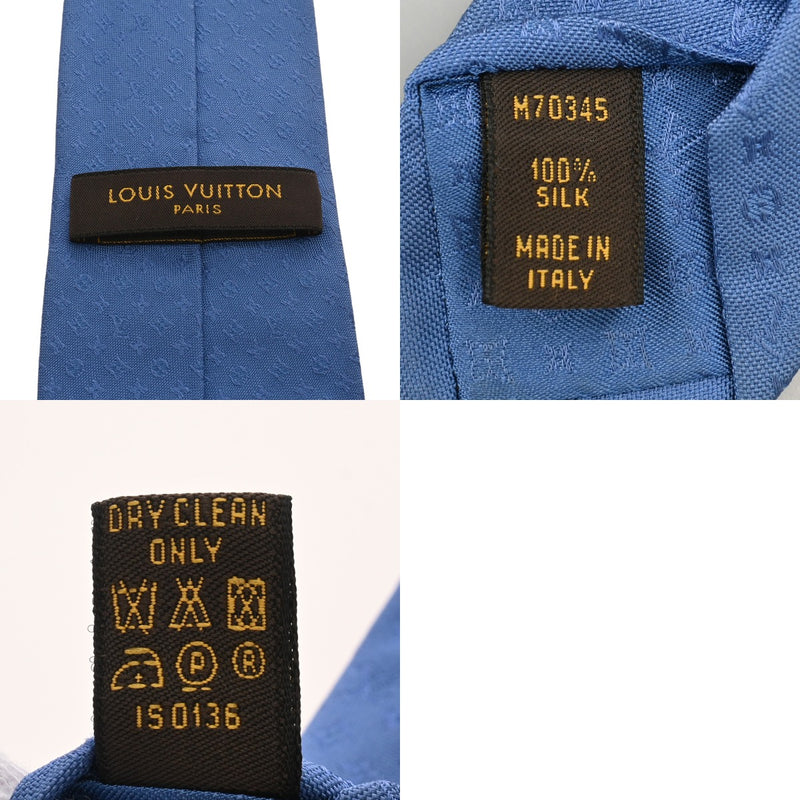 LOUIS VUITTON
PARIS
M70345
100%
SILK
MADE IN
ITALY
DRY CLEAN
ONLY
P ®
IS0136